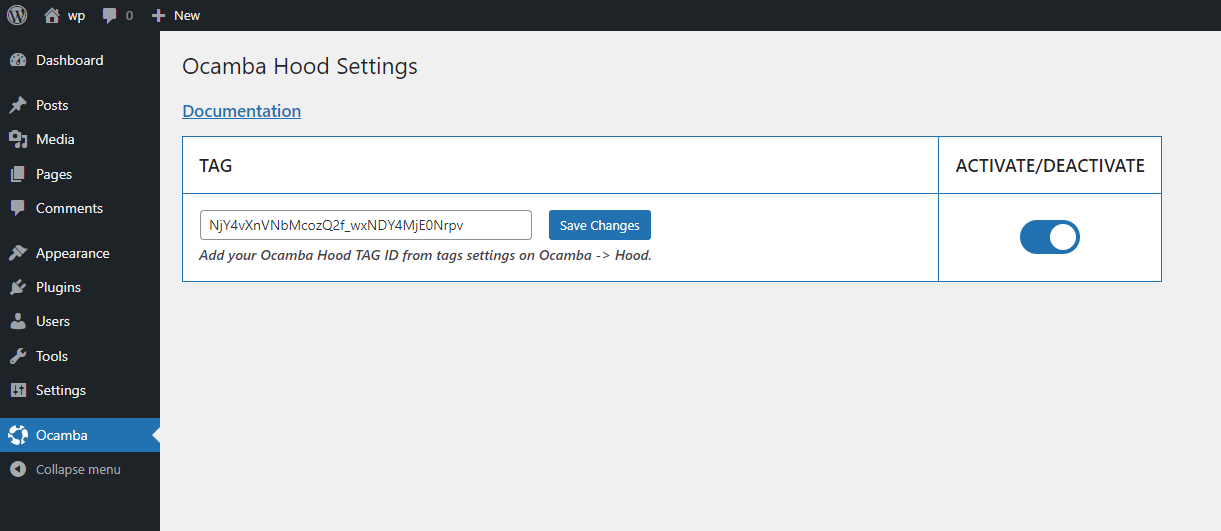 wp
0
New
Dashboard
Posts
Media
Pages
Comments
Appearance
Plugins
Users
Tools
Settings
Ocamba
Collapse menu
Ocamba Hood Settings
Documentation
TAG
ACTIVATE/DEACTIVATE
NjY4vXnVNbMcozQ2f_wxNDY4MjE0Nrpv
Save Changes
Add your Ocamba Hood TAG ID from tags settings on Ocamba -> Hood.